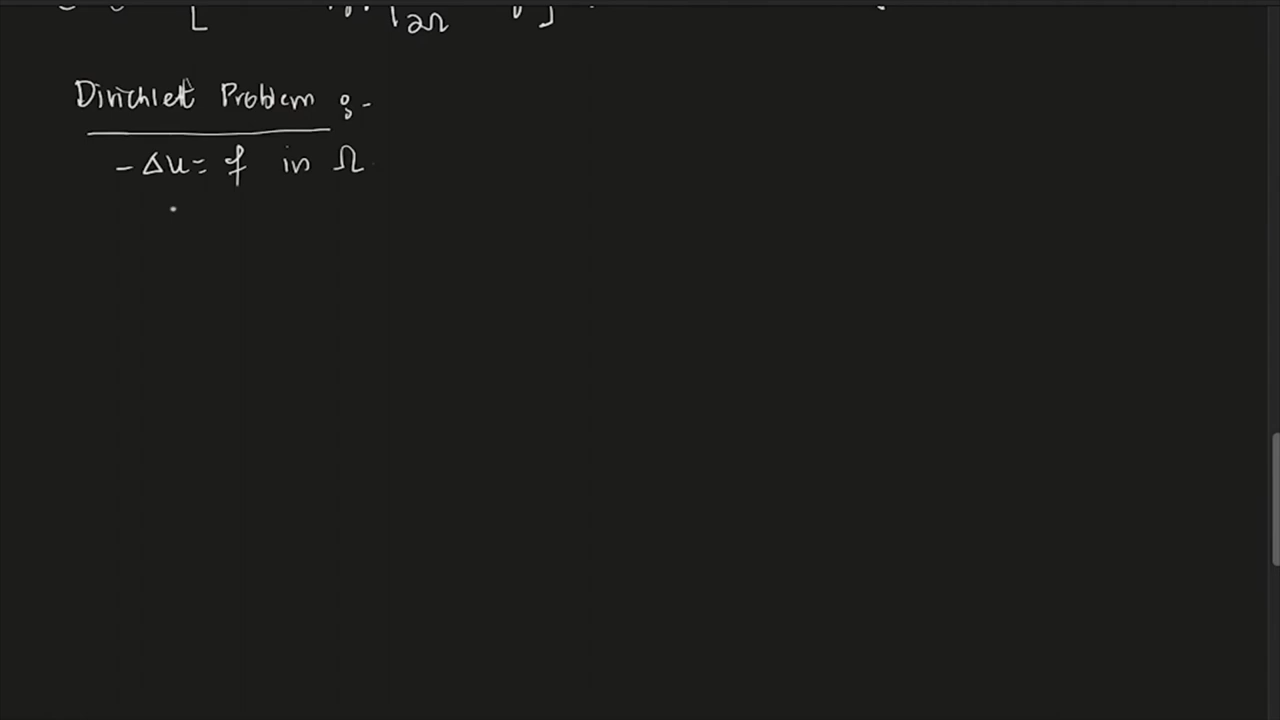 ∂Ω
Dirichlet Problem :-
-Δu = f in Ω